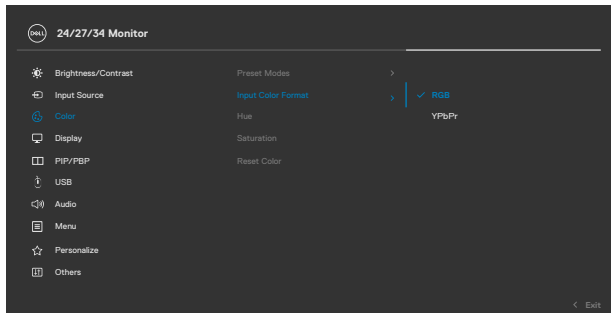 DELL 24/27/34 Monitor
Brightness/Contrast
Input Source
Color
Display
PIP/PBP
USB
Audio
Menu
Personalize
Others
Preset Modes
Input Color Format
Hue
Saturation
Reset Color
RGB
YPbPr
Exit